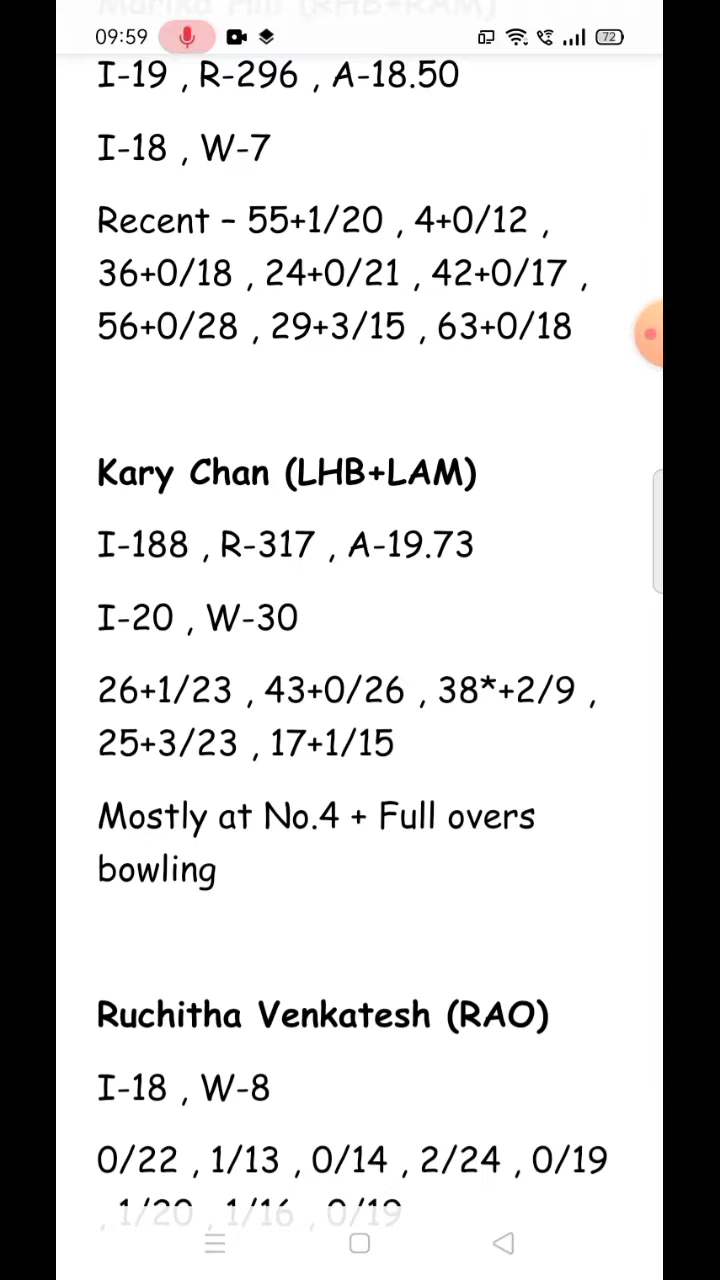 Mariko Hill (RHB+RAM)
09:59 72
I-19 , R-296 , A-18.50
I-18 , W-7
Recent – 55+1/20 , 4+0/12 ,
36+0/18 , 24+0/21 , 42+0/17 ,
56+0/28 , 29+3/15 , 63+0/18
Kary Chan (LHB+LAM)
I-188 , R-317 , A-19.73
I-20 , W-30
26+1/23 , 43+0/26 , 38*+2/9 ,
25+3/23 , 17+1/15
Mostly at No.4 + Full overs
bowling
Ruchitha Venkatesh (RAO)
I-18 , W-8
0/22 , 1/13 , 0/14 , 2/24 , 0/19
, 1/20 , 1/16 , 0/19